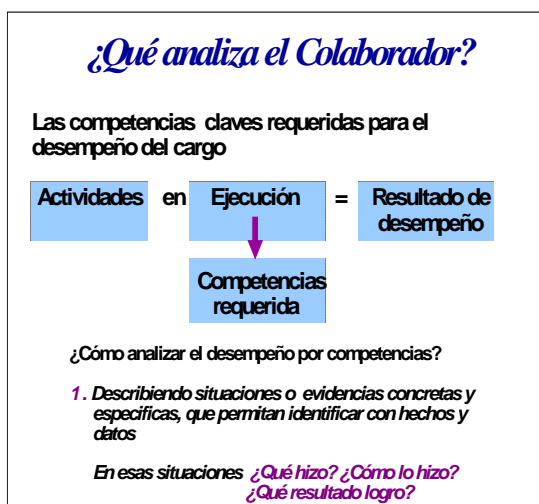 ¿Qué analiza el Colaborador?
Las competencias claves requeridas para el
desempeño del cargo
Actividades en Ejecución = Resultado de
desempeño
Competencias
requerida
¿Cómo analizar el desempeño por competencias?
1. Describiendo situaciones o evidencias concretas y
especificas, que permitan identificar con hechos y
datos
En esas situaciones ¿Qué hizo? ¿Cómo lo hizo?
¿Qué resultado logro?